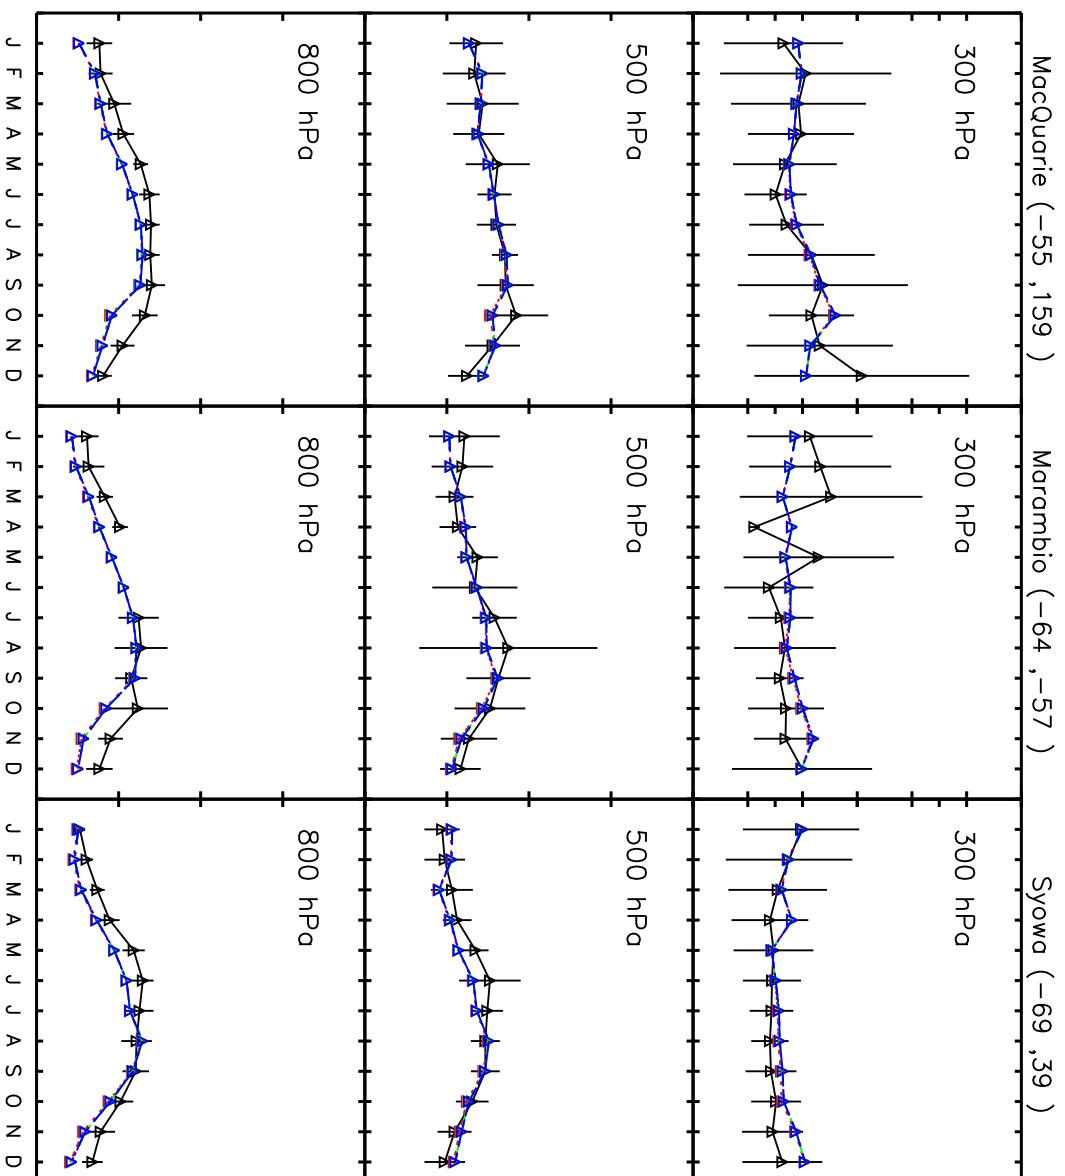 MacQuarie (-55 ,159 )
Marambio (-64 ,-57 )
Syowa (-69 ,39 )
300 hPa
300 hPa
300 hPa
500 hPa
500 hPa
500 hPa
800 hPa
800 hPa
800 hPa
J F M A M J J A S O N D
J F M A M J J A S O N D
J F M A M J J A S O N D